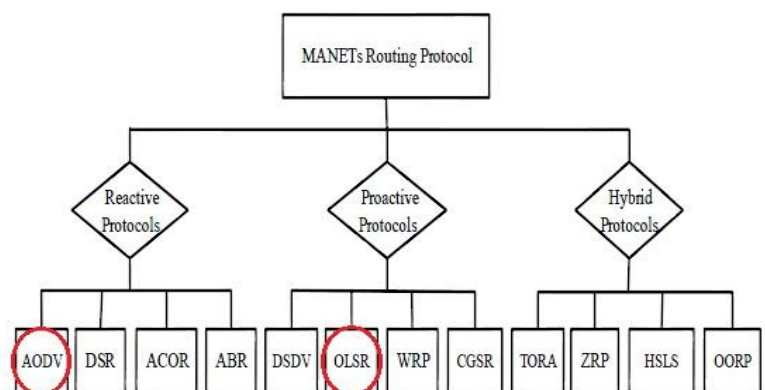 MANETs Routing Protocol
Reactive
Protocols
Proactive
Protocols
Hybrid
Protocols
AODV
DSR
ACOR
ABR
DSDV
OLSR
WRP
CGSR
TORA
ZRP
HSLS
OORP